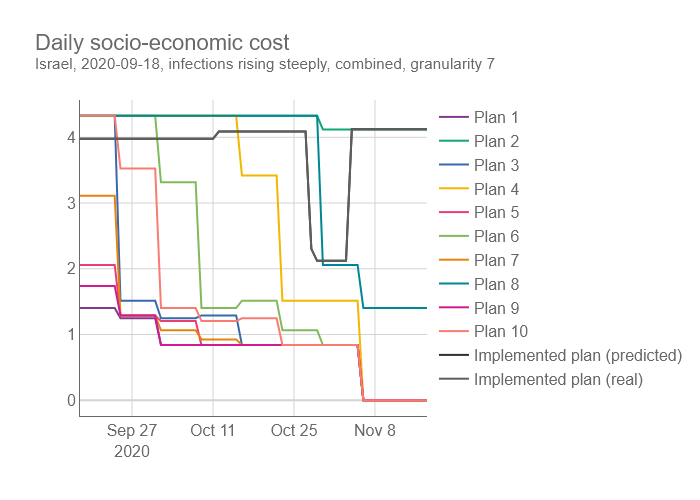 Daily socio-economic cost
Israel, 2020-09-18, infections rising steeply, combined, granularity 7
4
3
2
1
0
Sep 27
2020
Oct 11
Oct 25
Nov 8
Plan 1
Plan 2
Plan 3
Plan 4
Plan 5
Plan 6
Plan 7
Plan 8
Plan 9
Plan 10
Implemented plan (predicted)
Implemented plan (real)